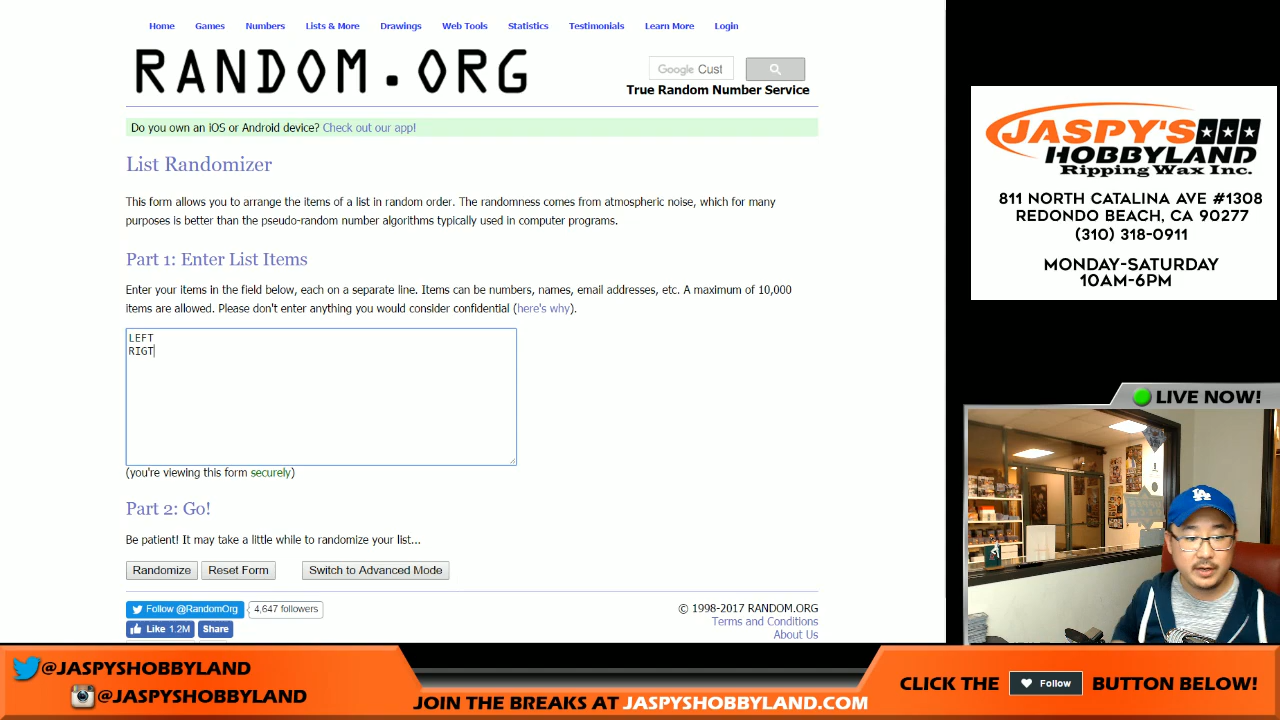 Home Games Numbers Lists & More Drawings Web Tools Statistics Testimonials Learn More Login
RANDOM.ORG
Google Cust
True Random Number Service
Do you own an iOS or Android device? Check out our app!
List Randomizer
This form allows you to arrange the items of a list in random order. The randomness comes from atmospheric noise, which for many
purposes is better than the pseudo-random number algorithms typically used in computer programs.
Part 1: Enter List Items
Enter your items in the field below, each on a separate line. Items can be numbers, names, email addresses, etc. A maximum of 10,000
items are allowed. Please don't enter anything you would consider confidential (here's why).
LEFT
RIGT
(you're viewing this form securely)
Part 2: Go!
Be patient! It may take a little while to randomize your list...
Randomize Reset Form Switch to Advanced Mode
Follow @RandomOrg 4,647 followers
Like 1.2M Share
© 1998-2017 RANDOM.ORG
Terms and Conditions
About Us
JASPY'S
HOBBYLAND
Ripping Wax Inc.
811 NORTH CATALINA AVE #1308
REDONDO BEACH, CA 90277
(310) 318-0911
MONDAY-SATURDAY
10AM-6PM
LIVE NOW!
LA
@JASPYSHOBBYLAND
@JASPYSHOBBYLAND
JOIN THE BREAKS AT JASPYSHOBBYLAND.COM
CLICK THE Follow BUTTON BELOW!